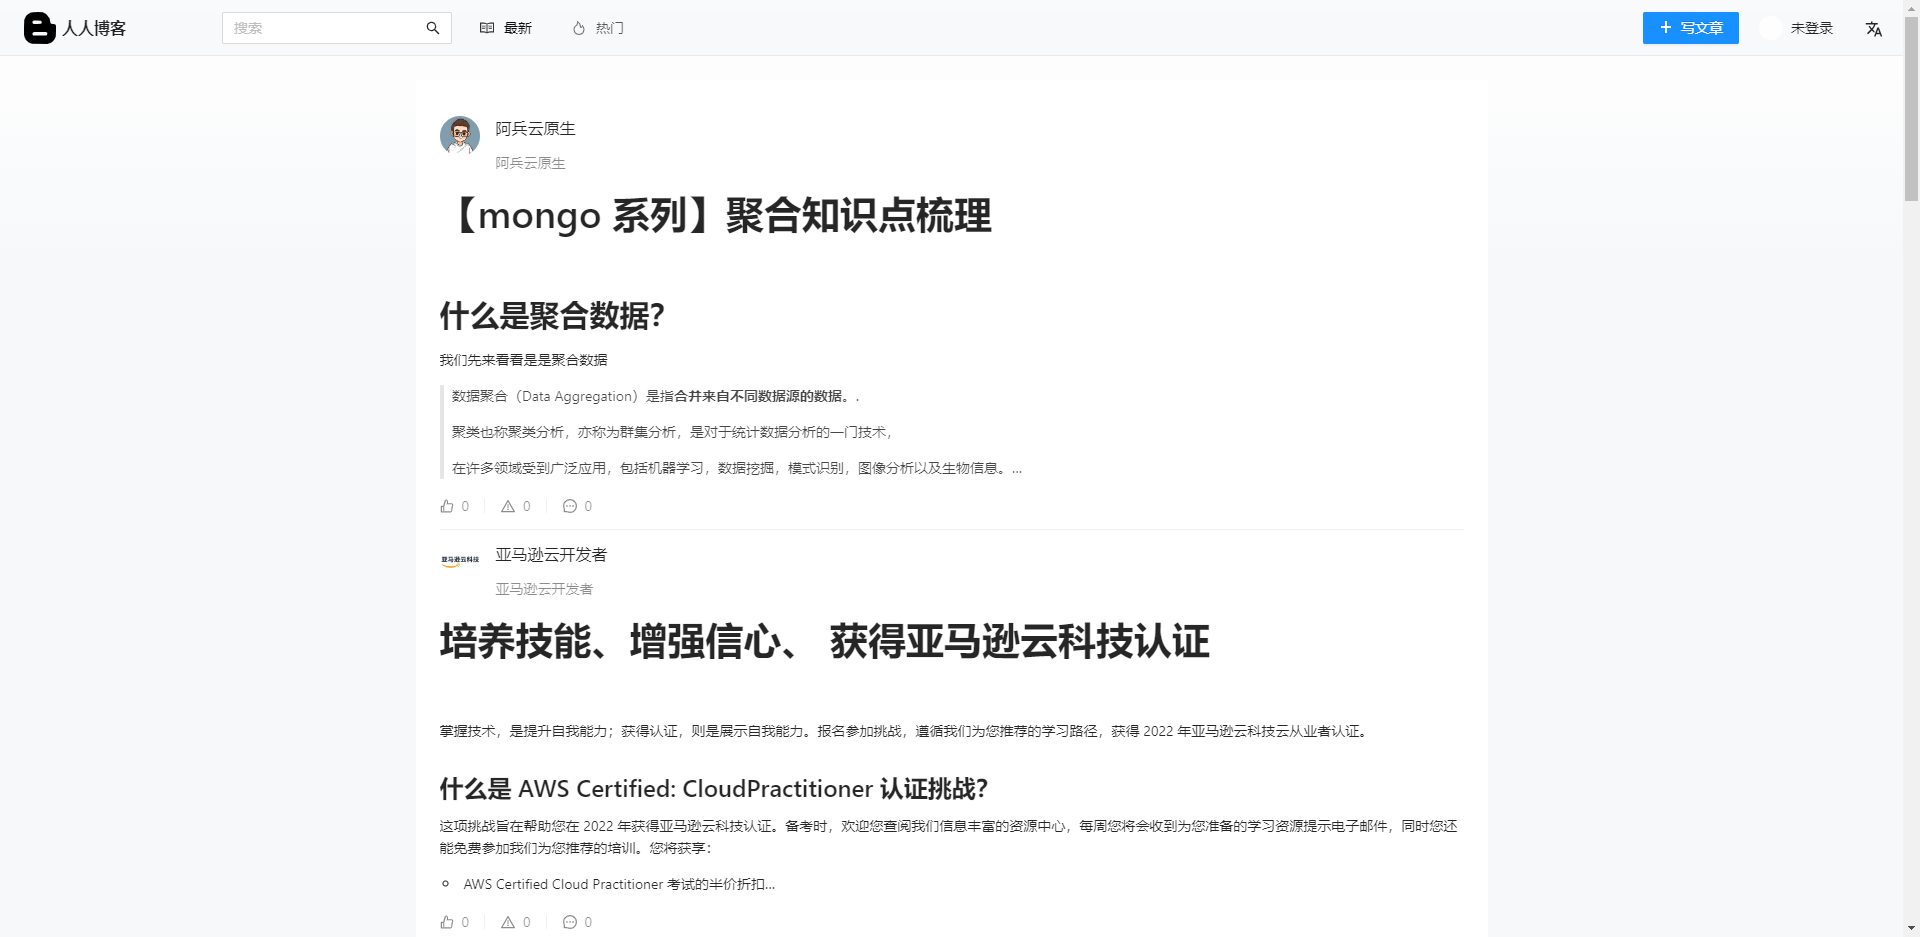 人人博客
搜索
最新
热门
写文章
未登录
阿兵云原生
阿兵云原生
【mongo 系列】聚合知识点梳理
什么是聚合数据？
我们先来看看是是聚合数据
数据聚合（Data Aggregation）是指合并来自不同数据源的数据。.
聚类也称聚类分析，亦称为群集分析，是对于统计数据分析的一门技术，
在许多领域受到广泛应用，包括机器学习，数据挖掘，模式识别，图像分析以及生物信息。...
0 0 0
亚马逊云科技
亚马逊云开发者
亚马逊云开发者
培养技能、增强信心、 获得亚马逊云科技认证
掌握技术，是提升自我能力；获得认证，则是展示自我能力。报名参加挑战，遵循我们为您推荐的学习路径，获得 2022 年亚马逊云科技云从业者认证。
什么是 AWS Certified: CloudPractitioner 认证挑战？
这项挑战旨在帮助您在 2022 年获得亚马逊云科技认证。备考时，欢迎您查阅我们信息丰富的资源中心，每周您将会收到为您准备的学习资源提示电子邮件，同时您还
能免费参加我们为您推荐的培训。您将获享：
AWS Certified Cloud Practitioner 考试的半价折扣...
0 0 0